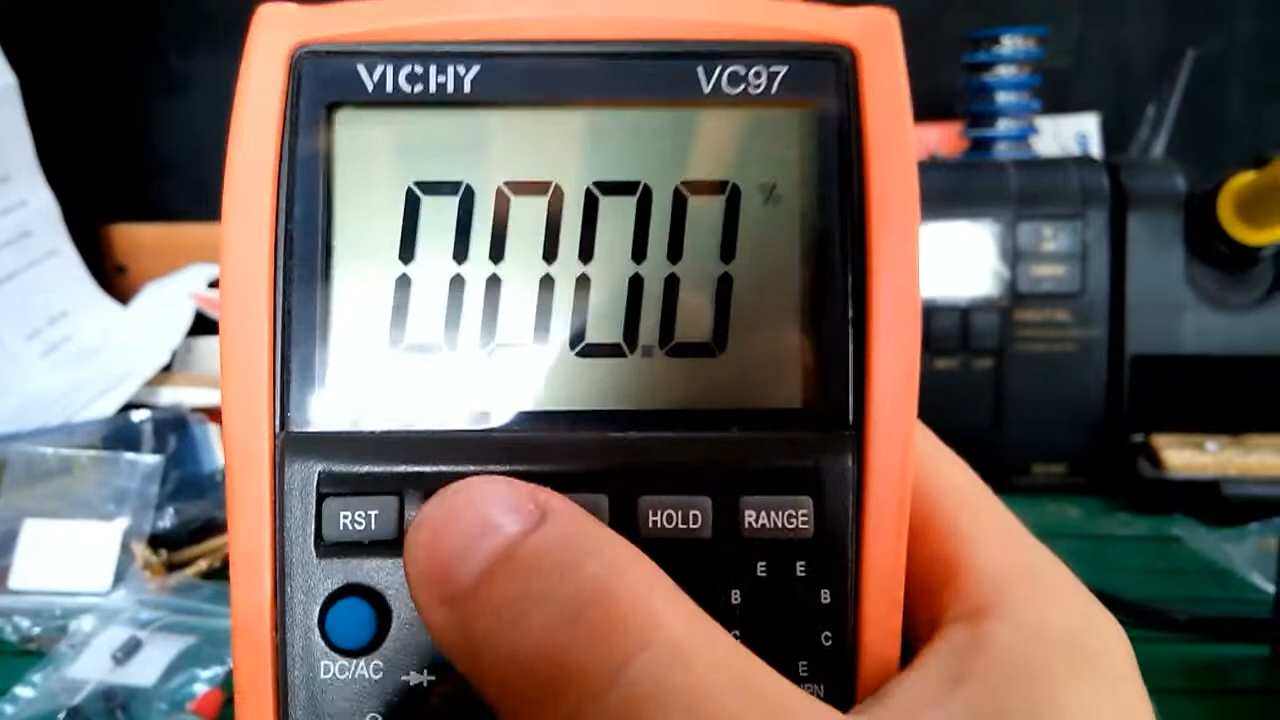 VICHY VC97
000.0 %
RST HOLD RANGE
E E
B B
C C
DC/AC E